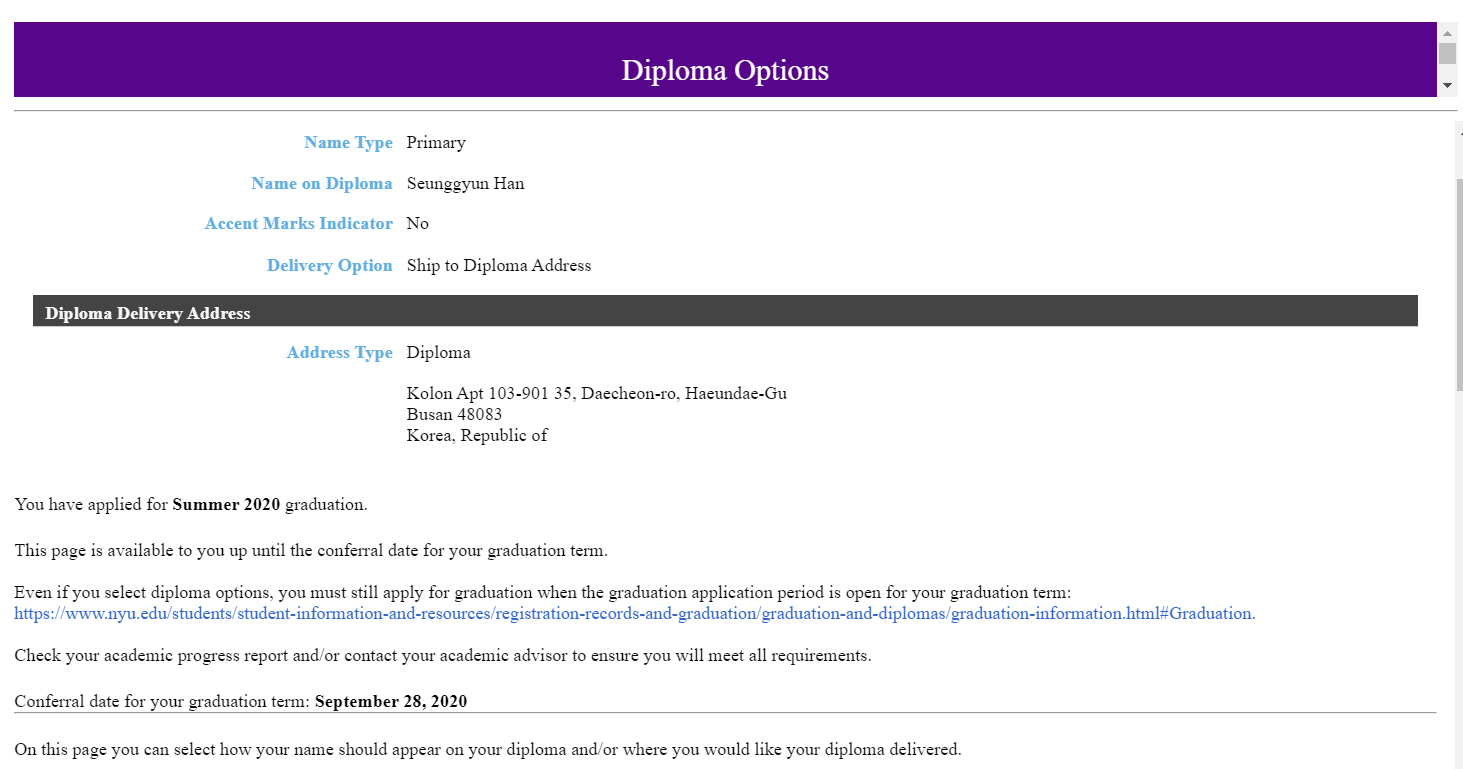 Diploma Options
Name Type Primary
Name on Diploma Seunggyun Han
Accent Marks Indicator No
Delivery Option Ship to Diploma Address
Diploma Delivery Address
Address Type Diploma
Kolon Apt 103-901 35, Daecheon-ro, Haeundae-Gu
Busan 48083
Korea, Republic of
You have applied for Summer 2020 graduation.
This page is available to you up until the conferral date for your graduation term.
Even if you select diploma options, you must still apply for graduation when the graduation application period is open for your graduation term:
https://www.nyu.edu/students/student-information-and-resources/registration-records-and-graduation/graduation-and-diplomas/graduation-information.html#Graduation.
Check your academic progress report and/or contact your academic advisor to ensure you will meet all requirements.
Conferral date for your graduation term: September 28, 2020
On this page you can select how your name should appear on your diploma and/or where you would like your diploma delivered.